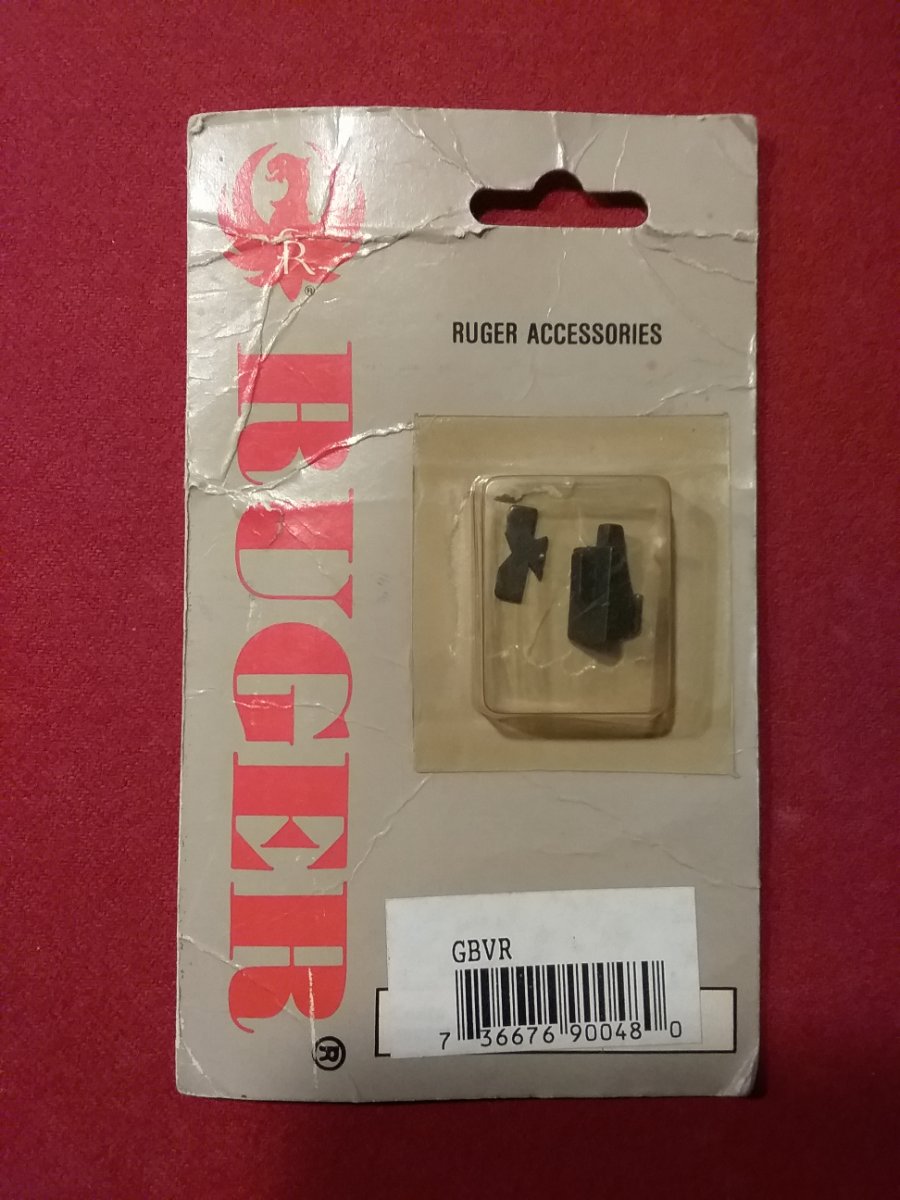 R
®
RUGER ACCESSORIES
RUGER®
GBVR
7 36676 90048 0